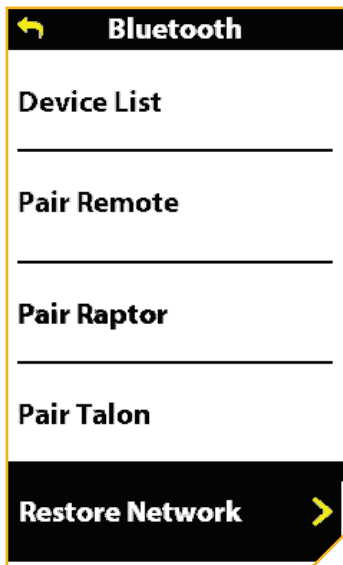 Bluetooth
Device List
Pair Remote
Pair Raptor
Pair Talon
Restore Network